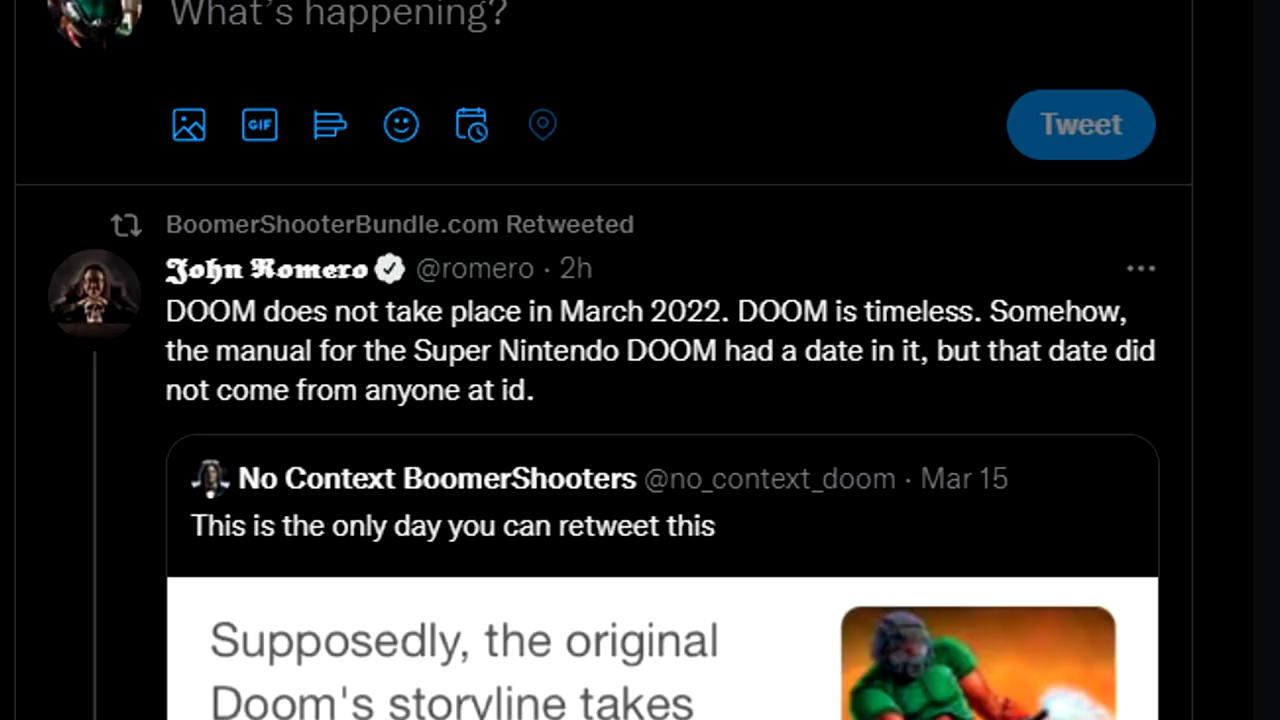 What's happening?
GIF
Tweet
BoomerShooterBundle.com Retweeted
𝕵𝖔𝖍𝖓 𝕽𝖔𝖒𝖊𝖗𝖔 @romero · 2h
DOOM does not take place in March 2022. DOOM is timeless. Somehow,
the manual for the Super Nintendo DOOM had a date in it, but that date did
not come from anyone at id.
No Context BoomerShooters @no_context_doom · Mar 15
This is the only day you can retweet this
Supposedly, the original
Doom's storyline takes